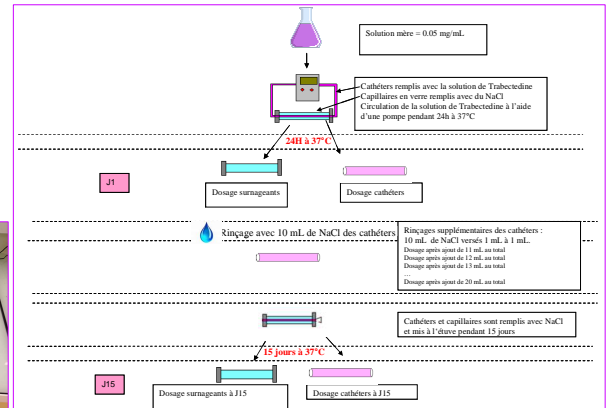 Solution mère = 0.05 mg/mL
Cathéters remplis avec la solution de Trabectedine
Capillaires en verre remplis avec du NaCl
Circulation de la solution de Trabectedine à l'aide
d'une pompe pendant 24h à 37°C
24H à 37°C
J1
Dosage surnageants
Dosage cathéters
Rinçage avec 10 mL de NaCl des cathéters
Rinçages supplémentaires des cathéters :
10 mL de NaCl versés 1 mL à 1 mL.
Dosage après ajout de 11 mL au total
Dosage après ajout de 12 mL au total
Dosage après ajout de 13 mL au total
...
Dosage après ajout de 20 mL au total
Cathéters et capillaires sont remplis avec NaCl
et mis à l'étuve pendant 15 jours
15 jours à 37°C
J15
Dosage surnageants à J15
Dosage cathéters à J15